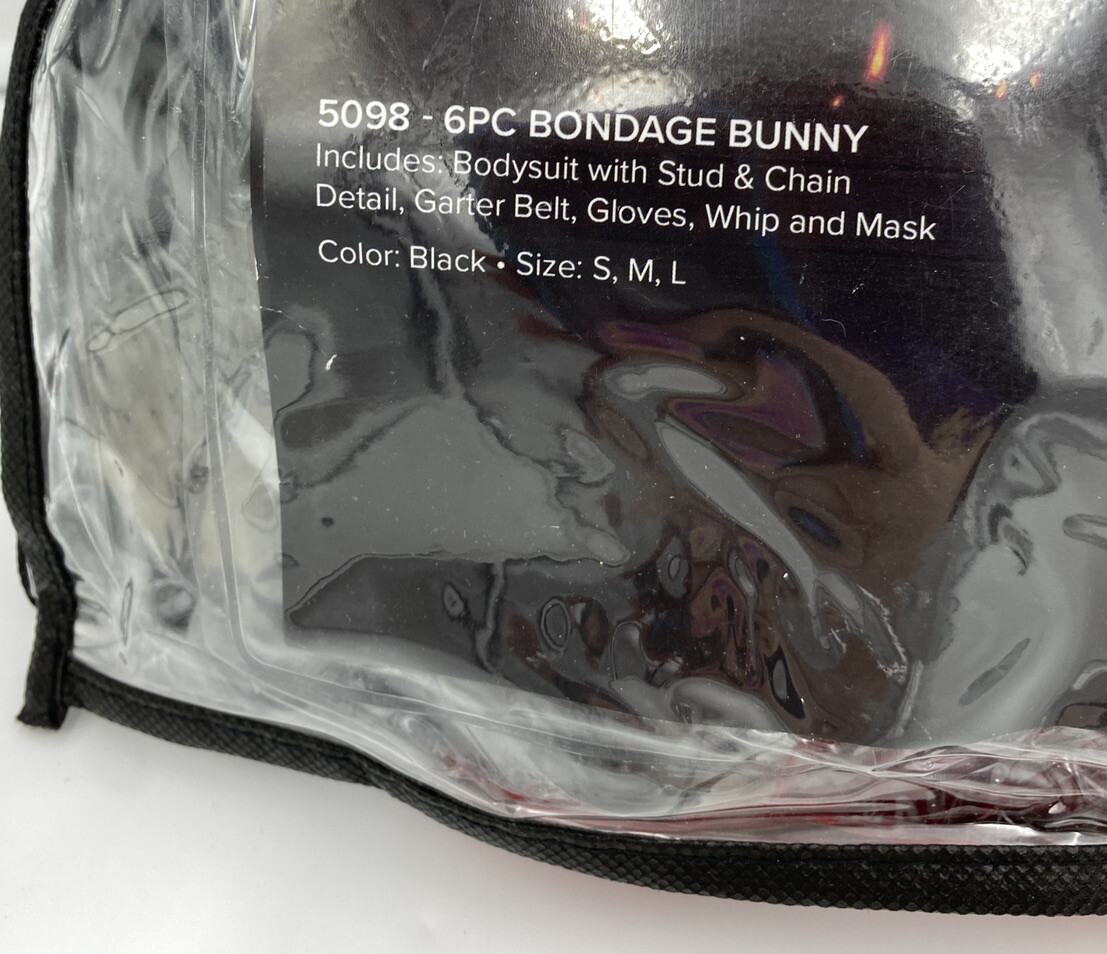 5098 - 6PC BONDAGE BUNNY
Includes: Bodysuit with Stud & Chain
Detail, Garter Belt, Gloves, Whip and Mask
Color: Black • Size: S, M, L